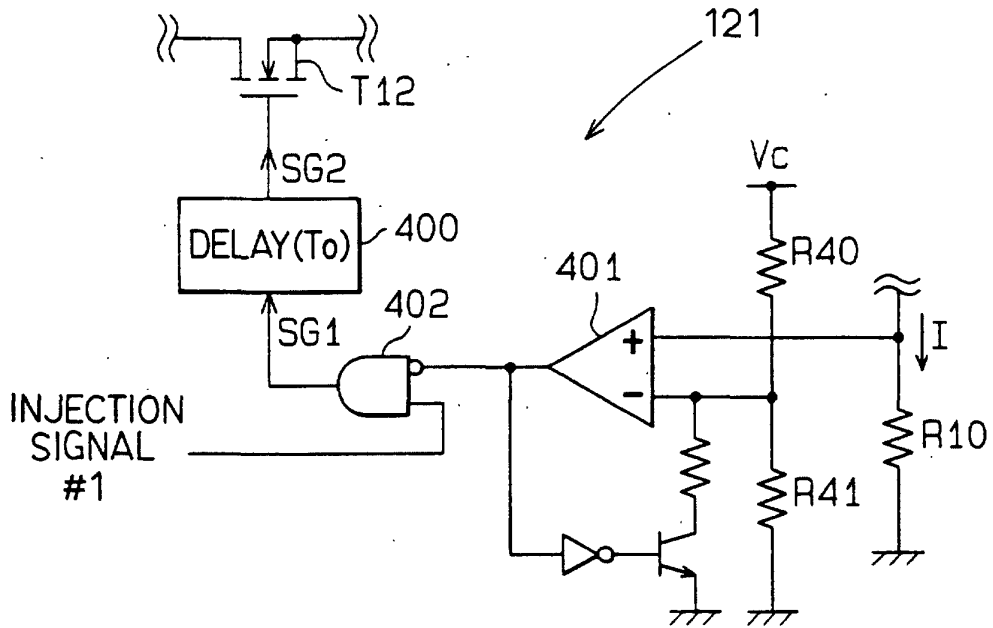 121
T12
SG2
Vc
DELAY(To)
400
R40
401
402
SG1
I
+
−
INJECTION
SIGNAL
#1
R10
R41